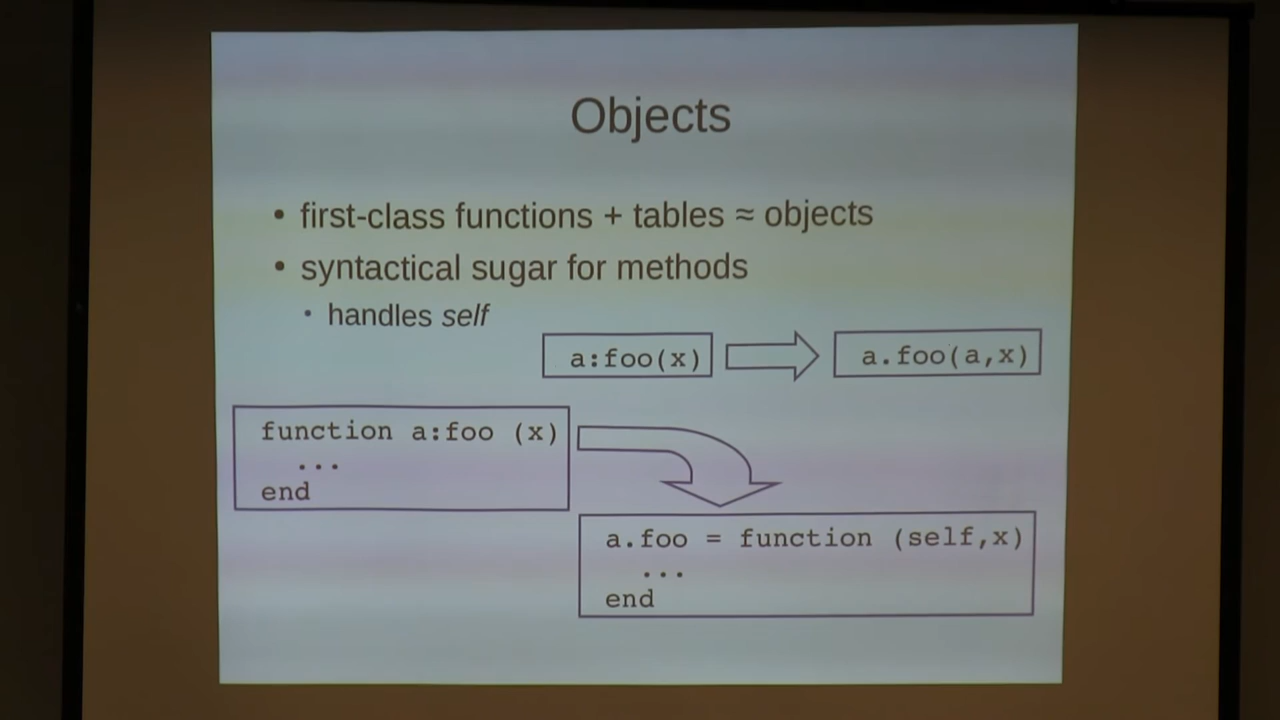 Objects
• first-class functions + tables ≈ objects
• syntactical sugar for methods
• handles self
a:foo(x)
a.foo(a,x)
function a:foo (x)
...
end
a.foo = function (self,x)
...
end